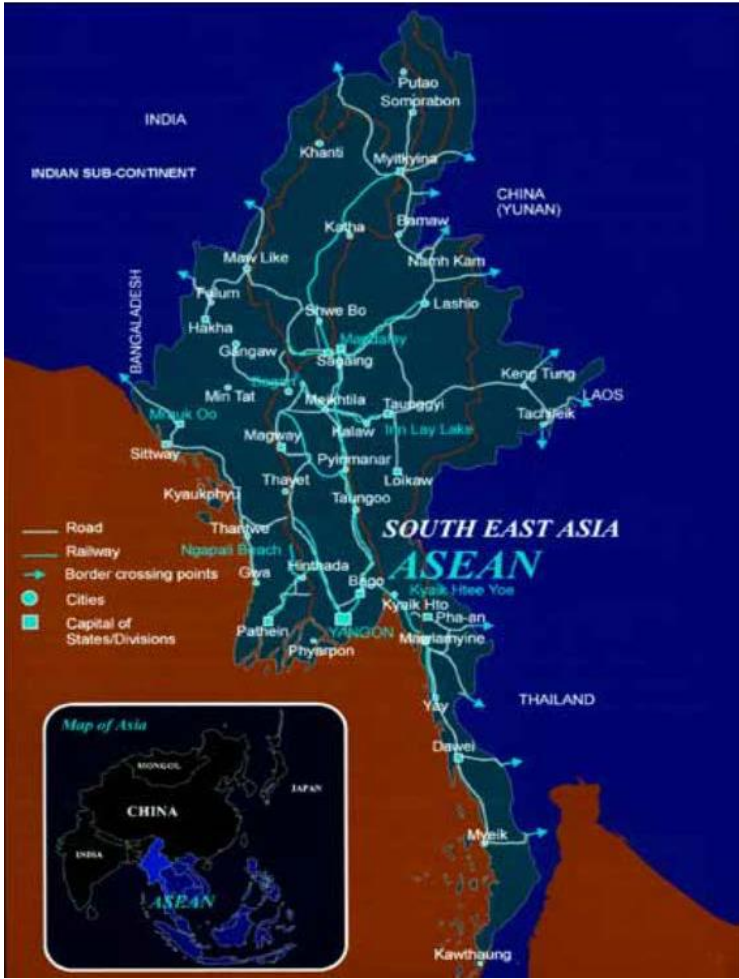 Putao
Somprabon
INDIA
Khanti
Myitkyina
INDIAN SUB-CONTINENT
CHINA
(YUNAN)
Katha
Bamaw
Maw Like
Namh Kam
BANGALADESH
Falum
Lashio
Shwe Bo
Hakha
Mandalay
Gangaw
Sagaing
Keng Tung
Bagan
Min Tat
LAOS
Meikhtila
Taunggyi
Tachileik
Mrauk Oo
Kalaw
Inn Lay Lake
Magway
Sittway
Pyinmanar
Loikaw
Thayet
Kyaukphyu
Taungoo
Road
Thantwe
SOUTH EAST ASIA
Railway
Ngapali Beach
ASEAN
Border crossing points
Hinthada
Gwa
Bago
Kyaik Htee Yoe
Cities
Kyaik Hto
Capital of
States/Divisions
Pathein
YANGON
Pha-an
Phyarpon
THAILAND
Yay
Map of Asia
Dawei
MONGOL
JAPAN
CHINA
Myeik
INDIA
ASEAN
Kawthaung